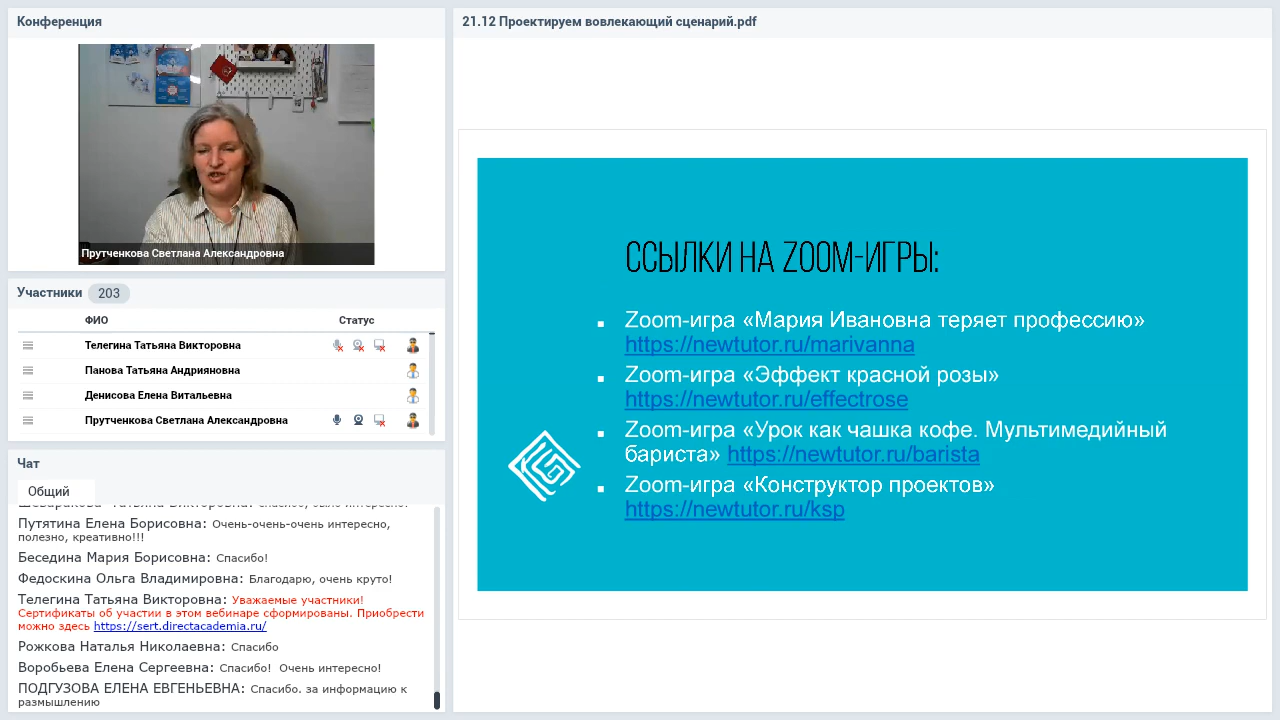 Конференция
Прутченкова Светлана Александровна
Участники 203
ФИО Статус
Телегина Татьяна Викторовна
Панова Татьяна Андрияновна
Денисова Елена Витальевна
Прутченкова Светлана Александровна
Чат
Общий
Путятина Елена Борисовна: Очень-очень-очень интересно,
полезно, креативно!!!
Беседина Мария Борисовна: Спасибо!
Федоскина Ольга Владимировна: Благодарю, очень круто!
Телегина Татьяна Викторовна: Уважаемые участники!
Сертификаты об участии в этом вебинаре сформированы. Приобрести
можно здесь https://sert.directacademia.ru/
Рожкова Наталья Николаевна: Спасибо
Воробьева Елена Сергеевна: Спасибо!  Очень интересно!
ПОДГУЗОВА ЕЛЕНА ЕВГЕНЬЕВНА: Спасибо. за информацию к
размышлению
21.12 Проектируем вовлекающий сценарий.pdf
ССЫЛКИ НА ZOOM-ИГРЫ:
Zoom-игра «Мария Ивановна теряет профессию»
https://newtutor.ru/marivanna
Zoom-игра «Эффект красной розы»
https://newtutor.ru/effectrose
Zoom-игра «Урок как чашка кофе. Мультимедийный
бариста» https://newtutor.ru/barista
Zoom-игра «Конструктор проектов»
https://newtutor.ru/ksp